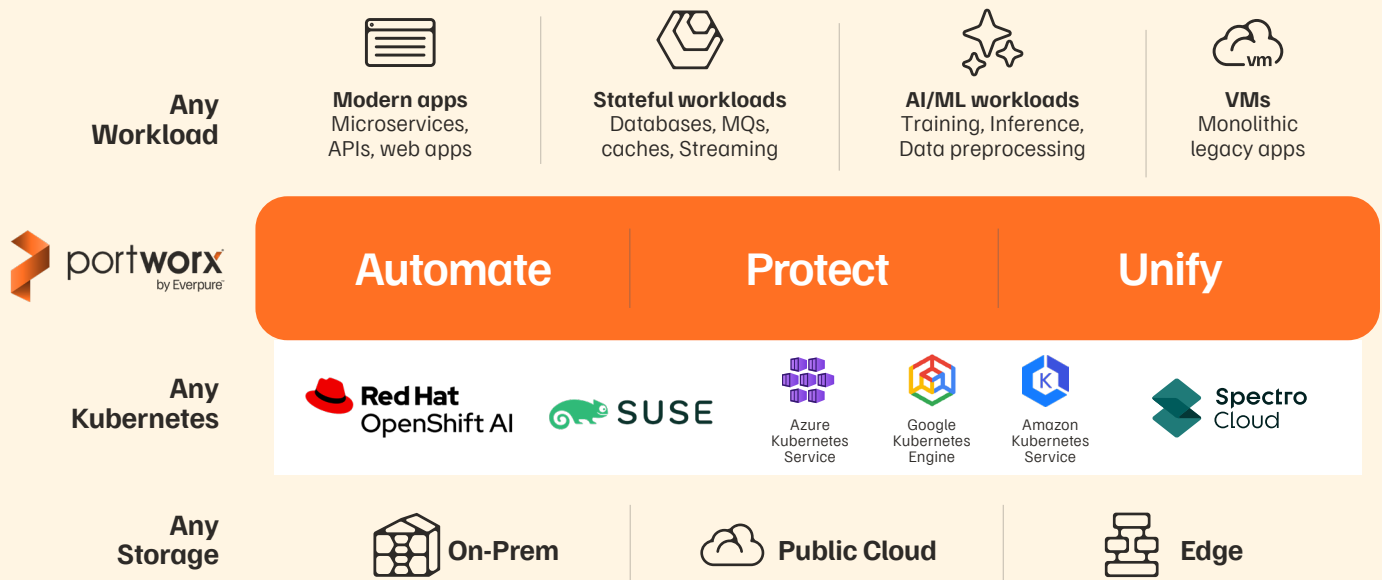 Any
Workload
vm
Modern apps
Microservices,
APIs, web apps
Stateful workloads
Databases, MQs,
caches, Streaming
AI/ML workloads
Training, Inference,
Data preprocessing
VMs
Monolithic
legacy apps
portworx
by Everpure
Automate
Protect
Unify
Any
Kubernetes
Red Hat
OpenShift AI
SUSE
Azure
Kubernetes
Service
Google
Kubernetes
Engine
K
Amazon
Kubernetes
Service
Spectro
Cloud
Any
Storage
On-Prem
Public Cloud
Edge